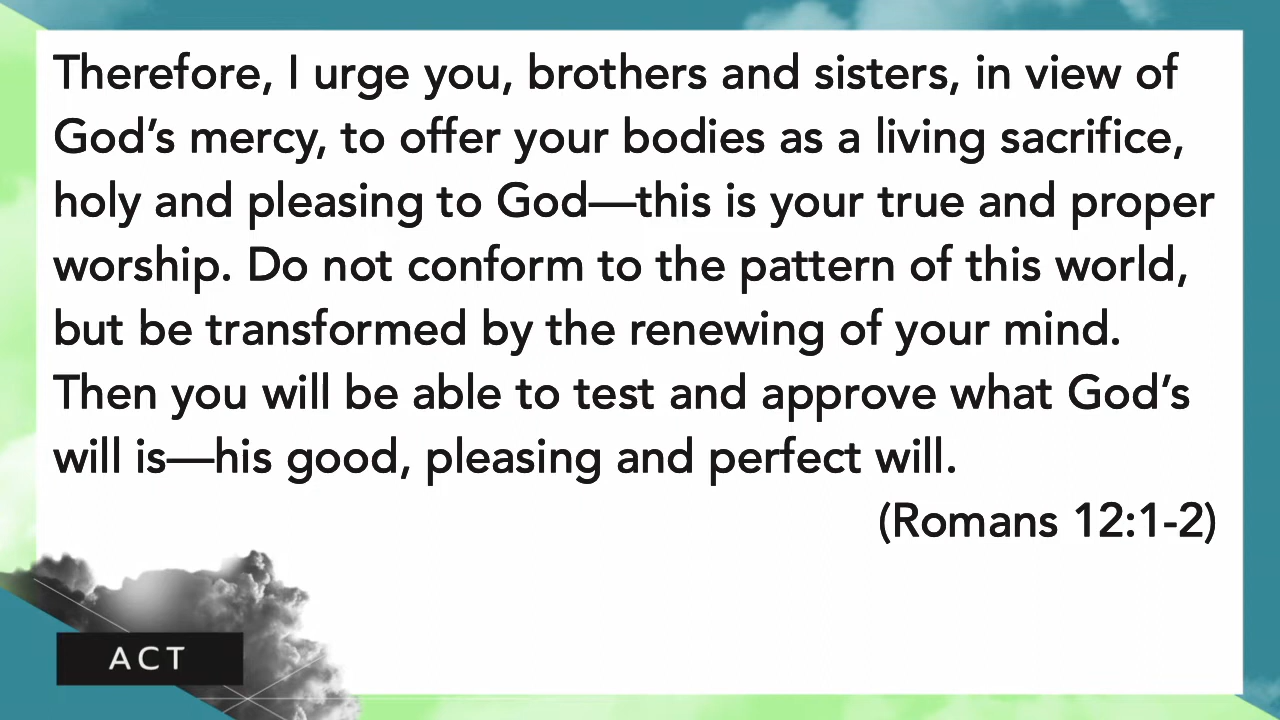 Therefore, I urge you, brothers and sisters, in view of
God’s mercy, to offer your bodies as a living sacrifice,
holy and pleasing to God—this is your true and proper
worship. Do not conform to the pattern of this world,
but be transformed by the renewing of your mind.
Then you will be able to test and approve what God’s
will is—his good, pleasing and perfect will.
(Romans 12:1-2)
ACT